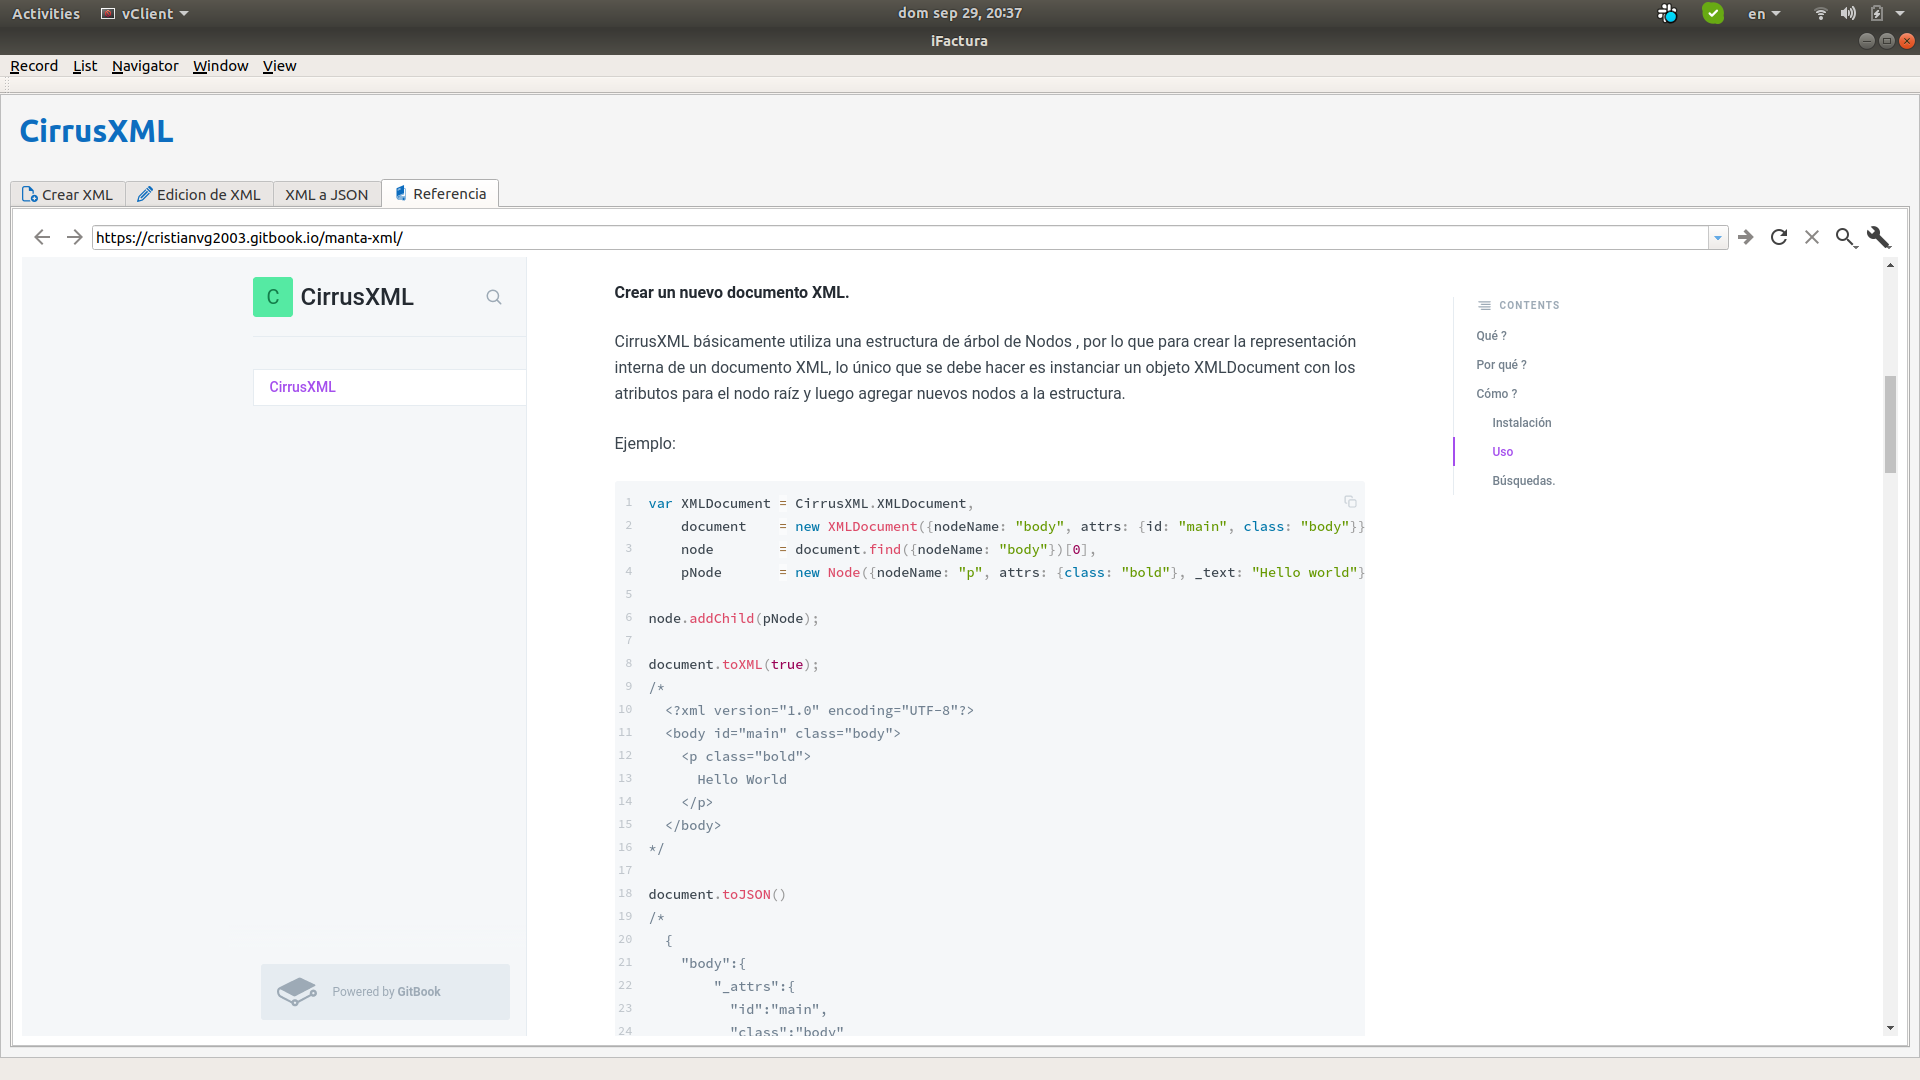 Activities vClient dom sep 29, 20:37 en
iFactura
Record List Navigator Window View
CirrusXML
Crear XML Edicion de XML XML a JSON Referencia
https://cristianvg2003.gitbook.io/manta-xml/
C CirrusXML
CirrusXML
Powered by GitBook
Crear un nuevo documento XML.
CirrusXML básicamente utiliza una estructura de árbol de Nodos , por lo que para crear la representación
interna de un documento XML, lo único que se debe hacer es instanciar un objeto XMLDocument con los
atributos para el nodo raíz y luego agregar nuevos nodos a la estructura.
Ejemplo:
1 var XMLDocument = CirrusXML.XMLDocument,
2 document = new XMLDocument({nodeName: "body", attrs: {id: "main", class: "body"}}
3 node = document.find({nodeName: "body"})[0],
4 pNode = new Node({nodeName: "p", attrs: {class: "bold"}, _text: "Hello world"}
5
6 node.addChild(pNode);
7
8 document.toXML(true);
9 /*
10 <?xml version="1.0" encoding="UTF-8"?>
11 <body id="main" class="body">
12 <p class="bold">
13 Hello World
14 </p>
15 </body>
16 */
17
18 document.toJSON()
19 /*
20 {
21 "body":{
22 "_attrs":{
23 "id":"main",
24 "class":"body"
CONTENTS
Qué ?
Por qué ?
Cómo ?
Instalación
Uso
Búsquedas.